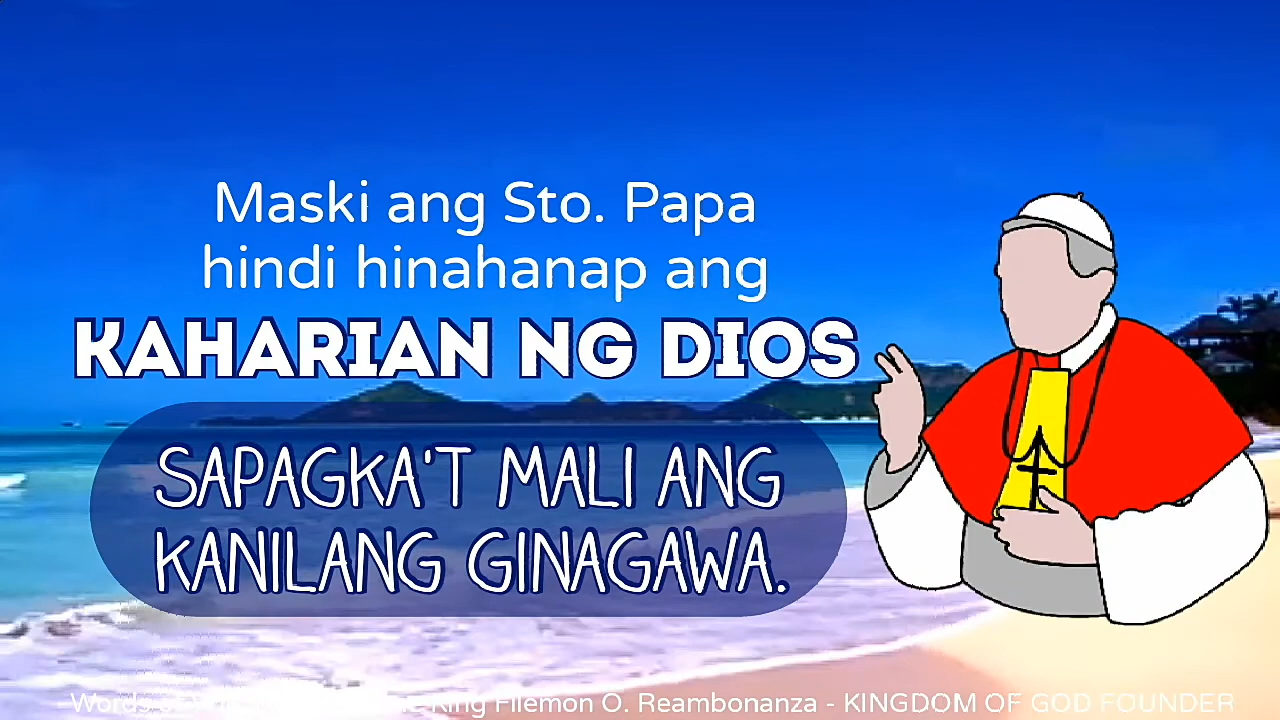 Maski ang Sto. Papa
hindi hinahanap ang
KAHARIAN NG DIOS
SAPAGKA'T MALI ANG
KANILANG GINAGAWA.
Words King Filemon O. Reambonanza - KINGDOM OF GOD FOUNDER